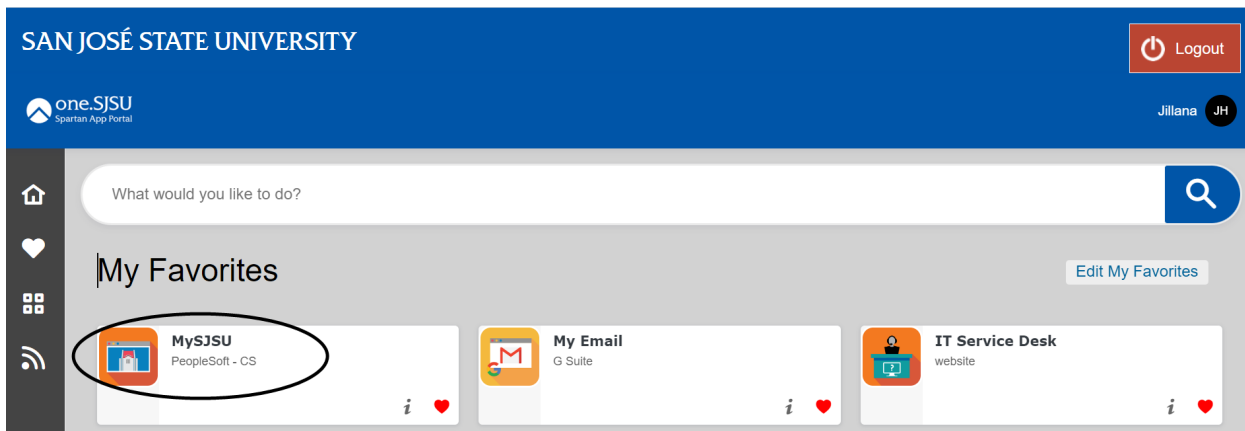 SAN JOSÉ STATE UNIVERSITY
Logout
one.SJSU
Spartan App Portal
Jillana JH
What would you like to do?
My Favorites
Edit My Favorites
MySJSU
PeopleSoft - CS
i
My Email
G Suite
i
IT Service Desk
website
i